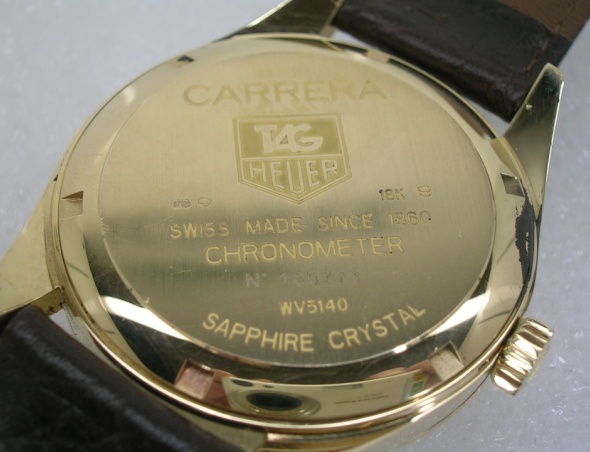 CARRERA
TAG
HEUER
18K
SWISS MADE SINCE 1860
CHRONOMETER
N°
WV5140
SAPPHIRE CRYSTAL